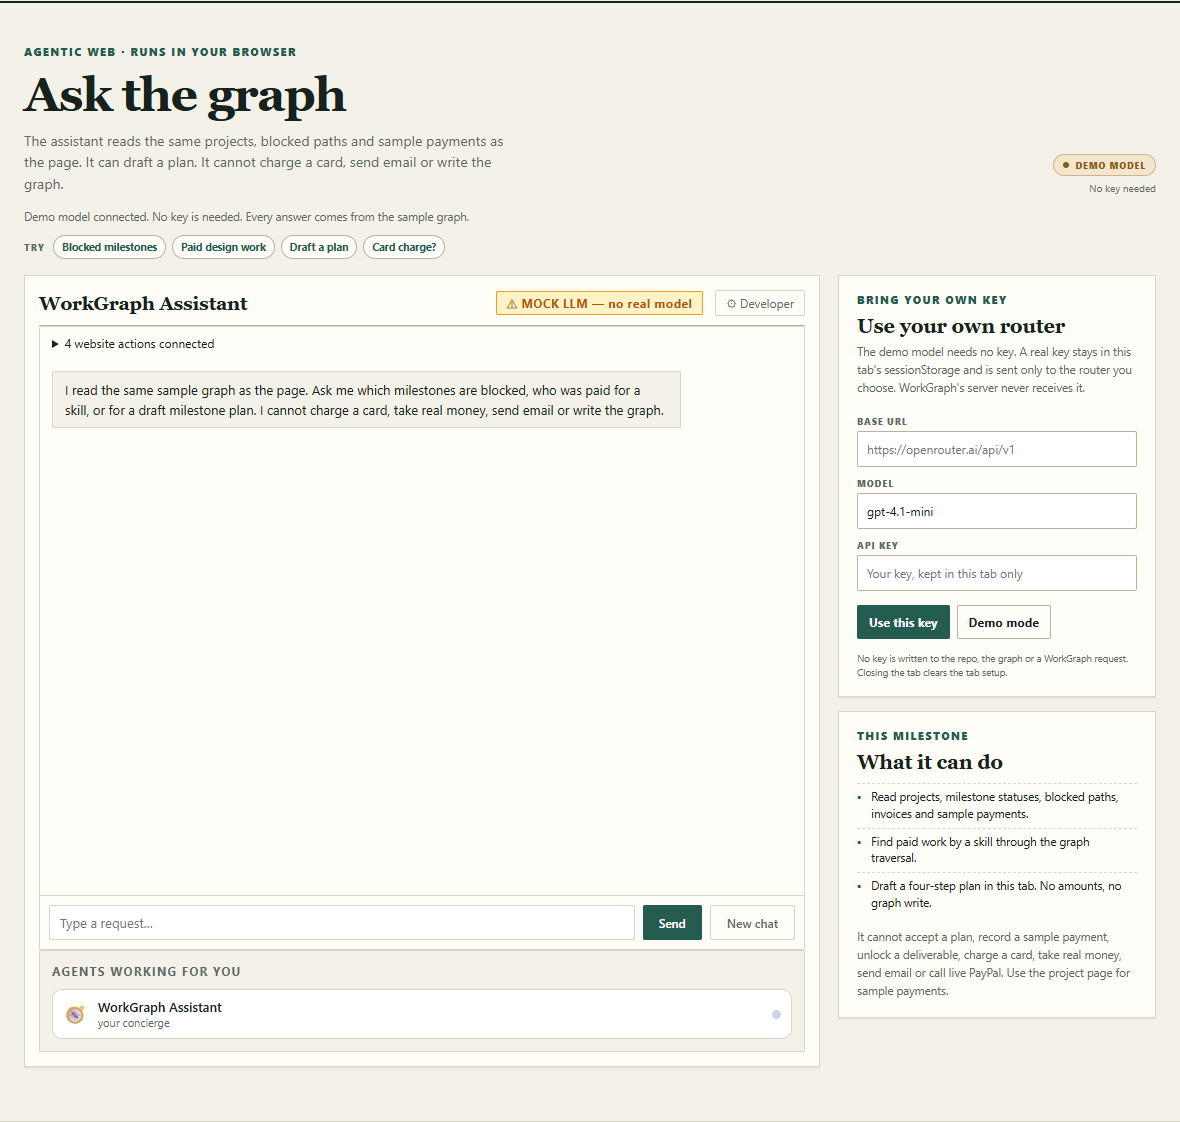 AGENTIC WEB · RUNS IN YOUR BROWSER
Ask the graph
The assistant reads the same projects, blocked paths and sample payments as
the page. It can draft a plan. It cannot charge a card, send email or write the
graph.
DEMO MODEL
No key needed
Demo model connected. No key is needed. Every answer comes from the sample graph.
TRY
Blocked milestones
Paid design work
Draft a plan
Card charge?
WorkGraph Assistant
⚠ MOCK LLM — no real model
⚙ Developer
▶ 4 website actions connected
I read the same sample graph as the page. Ask me which milestones are blocked, who was paid for a
skill, or for a draft milestone plan. I cannot charge a card, take real money, send email or write the graph.
Type a request...
Send
New chat
AGENTS WORKING FOR YOU
WorkGraph Assistant
your concierge
BRING YOUR OWN KEY
Use your own router
The demo model needs no key. A real key stays in this
tab's sessionStorage and is sent only to the router you
choose. WorkGraph's server never receives it.
BASE URL
https://openrouter.ai/api/v1
MODEL
gpt-4.1-mini
API KEY
Your key, kept in this tab only
Use this key
Demo mode
No key is written to the repo, the graph or a WorkGraph request.
Closing the tab clears the tab setup.
THIS MILESTONE
What it can do
▪ Read projects, milestone statuses, blocked paths,
invoices and sample payments.
▪ Find paid work by a skill through the graph
traversal.
▪ Draft a four-step plan in this tab. No amounts, no
graph write.
It cannot accept a plan, record a sample payment,
unlock a deliverable, charge a card, take real money,
send email or call live PayPal. Use the project page for
sample payments.